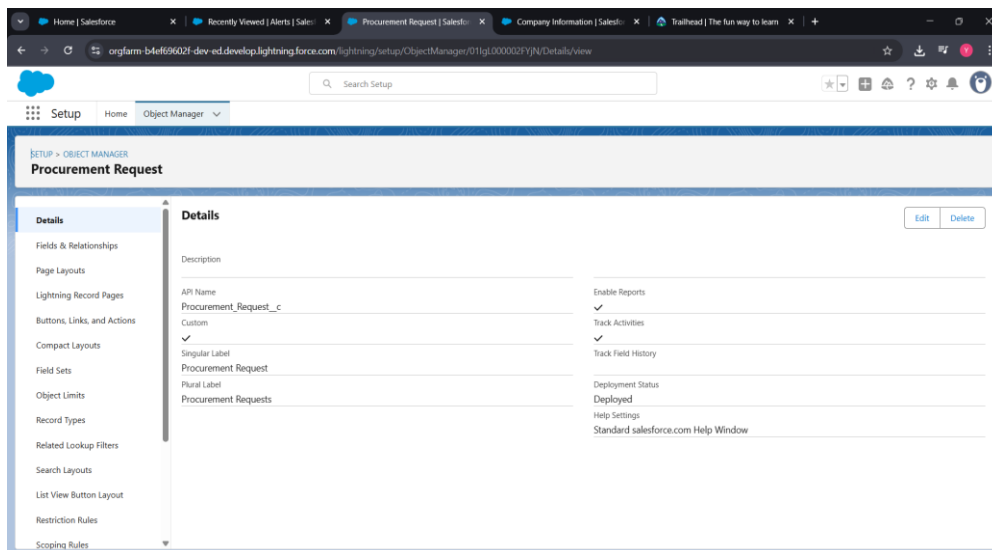 Home | Salesforce
Recently Viewed | Alerts | Sales
Procurement Request | Salesfor
Company Information | Salesfo
Trailhead | The fun way to learn
orgfarm-b4ef69602f-dev-ed.develop.lightning.force.com/lightning/setup/ObjectManager/01IgL000002FYjN/Details/view
Search Setup
Setup Home Object Manager
SETUP > OBJECT MANAGER
Procurement Request
Details
Fields & Relationships
Page Layouts
Lightning Record Pages
Buttons, Links, and Actions
Compact Layouts
Field Sets
Object Limits
Record Types
Related Lookup Filters
Search Layouts
List View Button Layout
Restriction Rules
Scoping Rules
Details
Edit Delete
Description
API Name
Procurement_Request__c
Custom
Singular Label
Procurement Request
Plural Label
Procurement Requests
Enable Reports
Track Activities
Track Field History
Deployment Status
Deployed
Help Settings
Standard salesforce.com Help Window